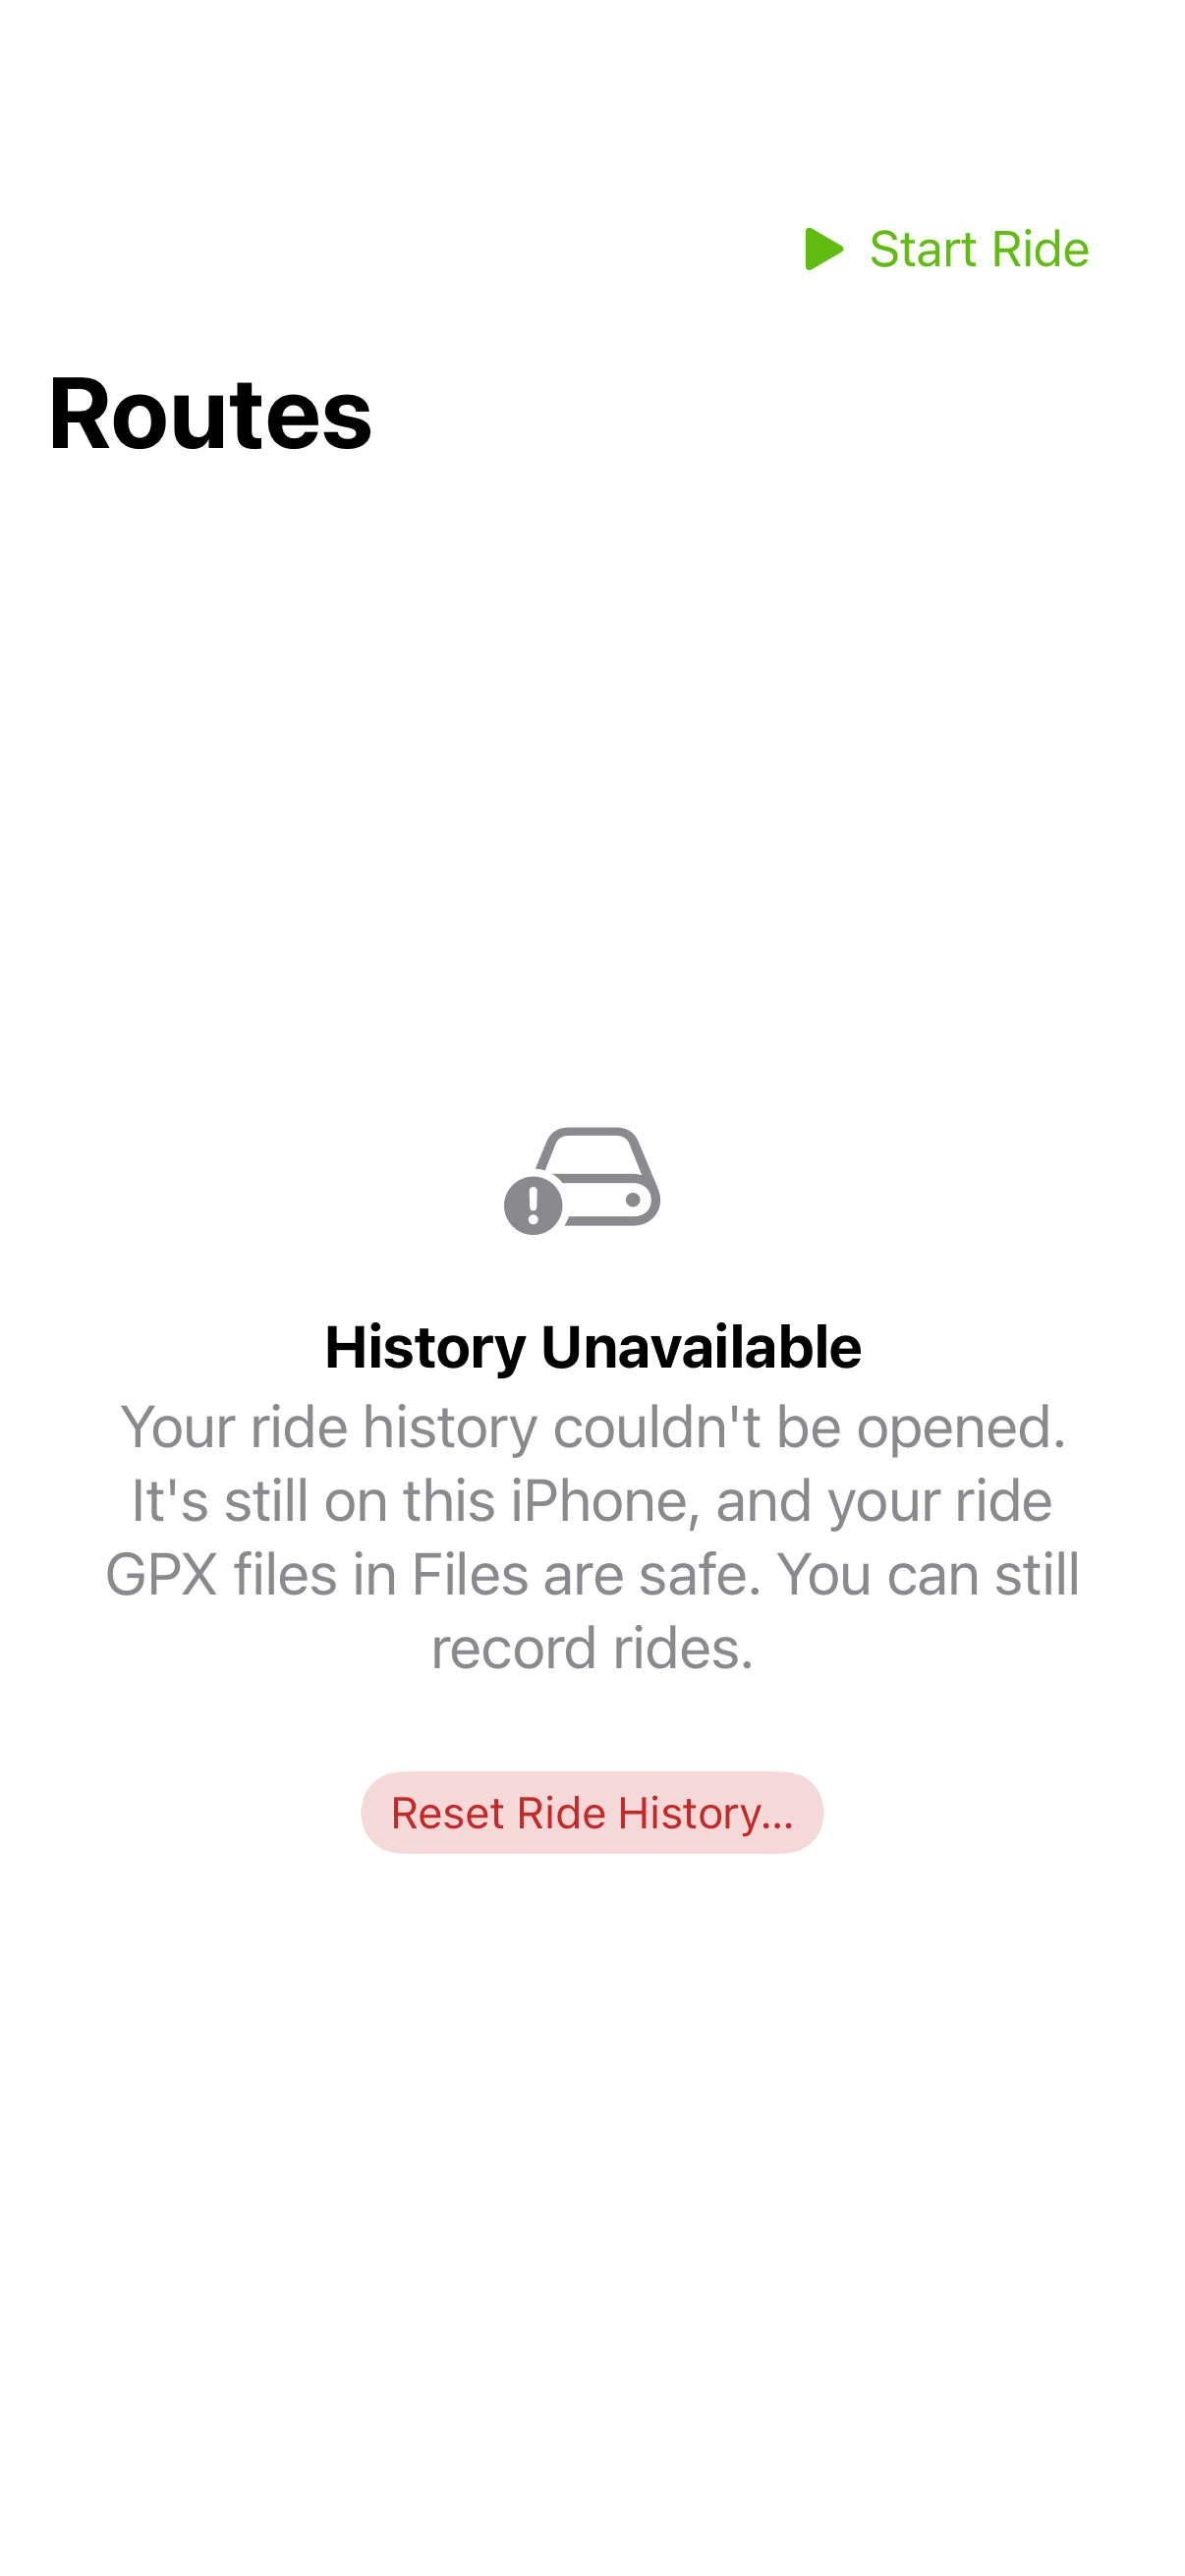 Start Ride
Routes
History Unavailable
Your ride history couldn't be opened.
It's still on this iPhone, and your ride
GPX files in Files are safe. You can still
record rides.
Reset Ride History...